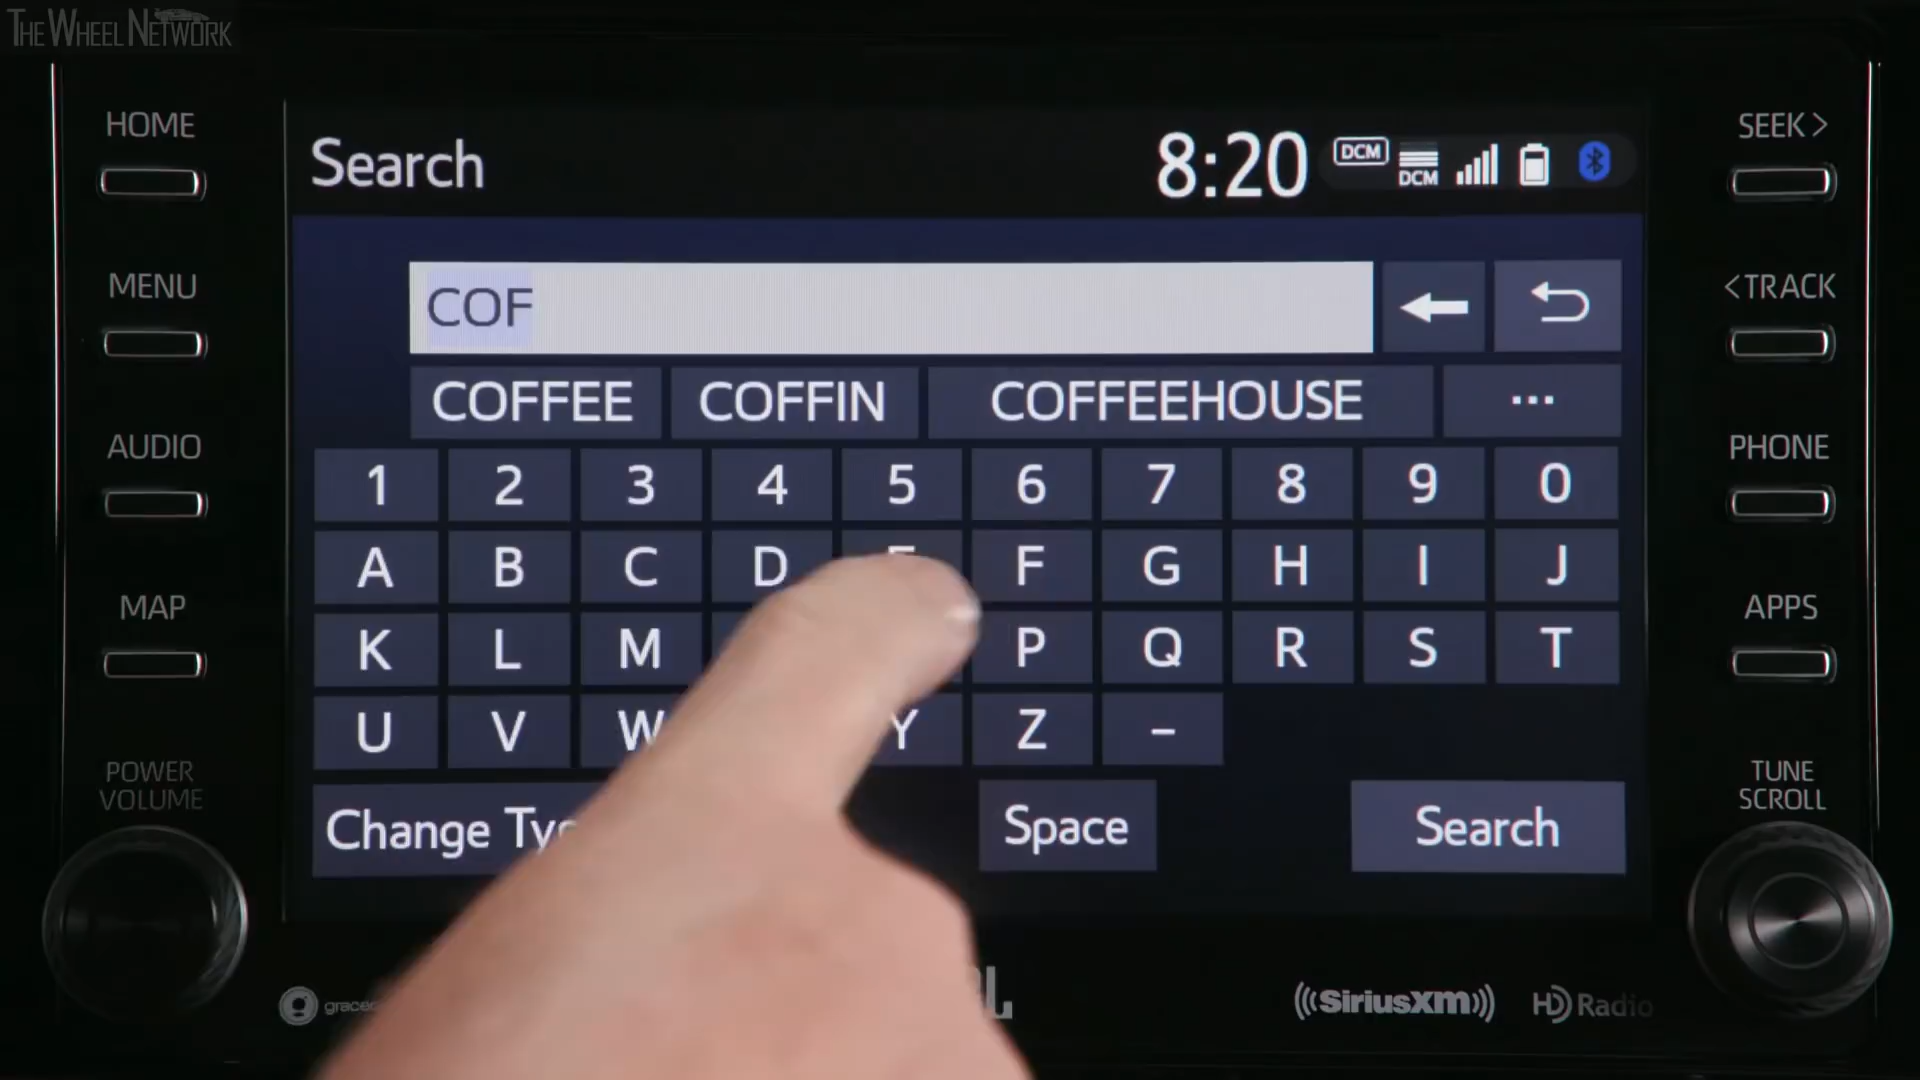 THE WHEEL NETWORK
HOME
SEEK >
Search
8:20
DCM
DCM
MENU
< TRACK
COF
COFFEE COFFIN COFFEEHOUSE ...
AUDIO
PHONE
1 2 3 4 5 6 7 8 9 0
A B C D F G H I J
MAP
APPS
K L M P Q R S T
U V W Y Z –
POWER
VOLUME
TUNE
SCROLL
Change Typ
Space
Search
((SiriusXM))
HD Radio